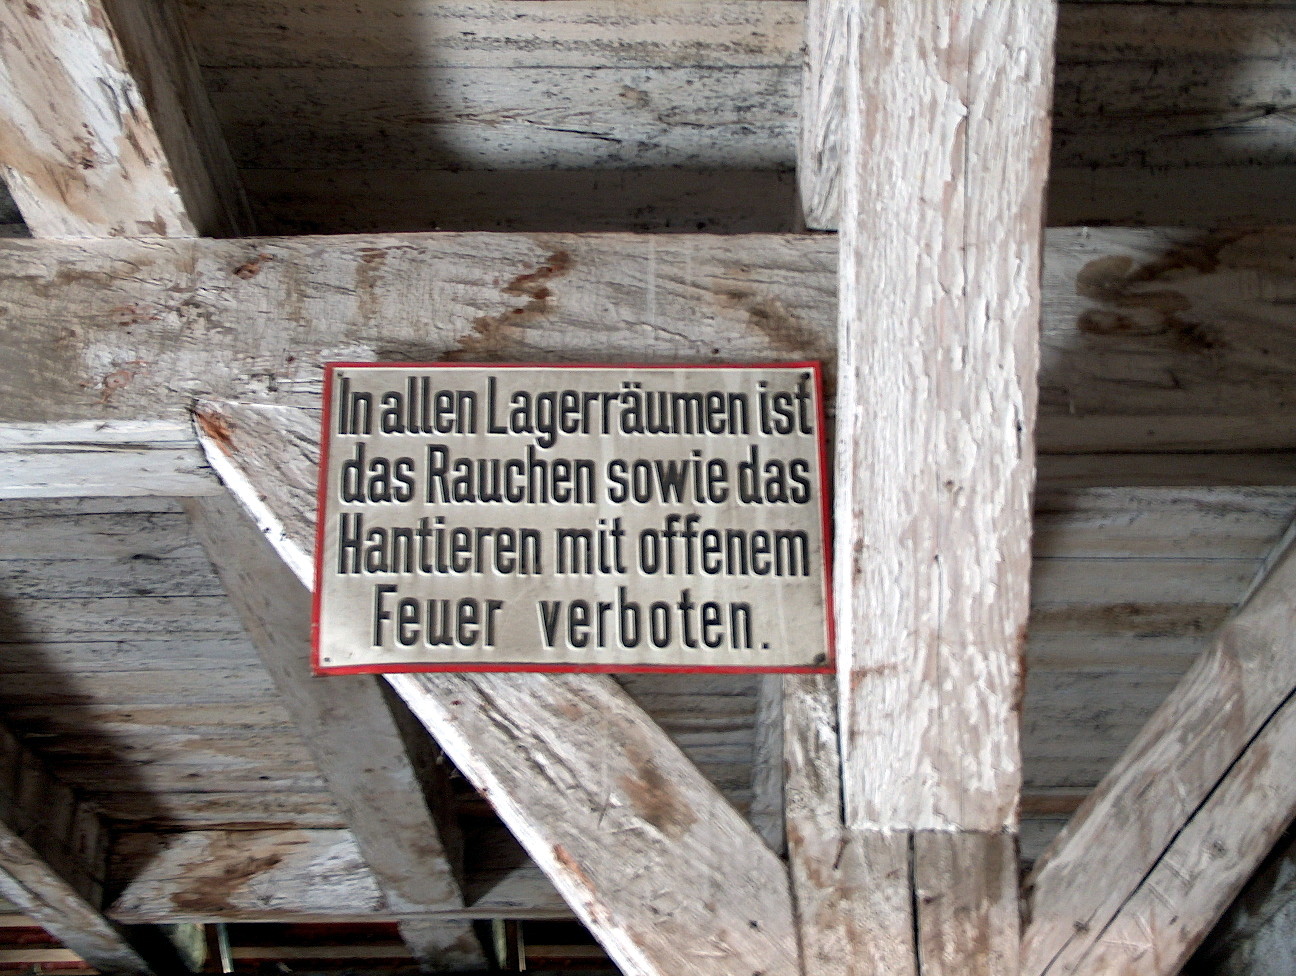 In allen Lagerräumen ist
das Rauchen sowie das
Hantieren mit offenem
Feuer verboten.